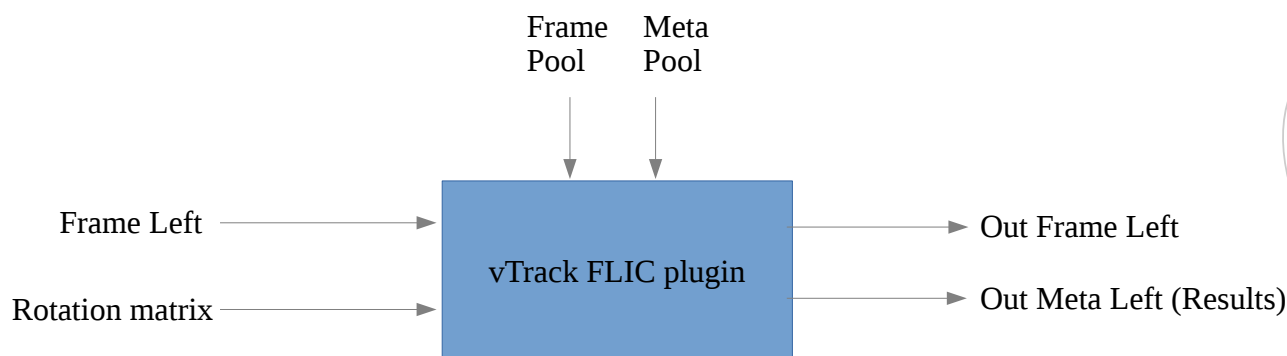 Frame
Pool
Meta
Pool
Frame Left
Rotation matrix
vTrack FLIC plugin
Out Frame Left
Out Meta Left (Results)